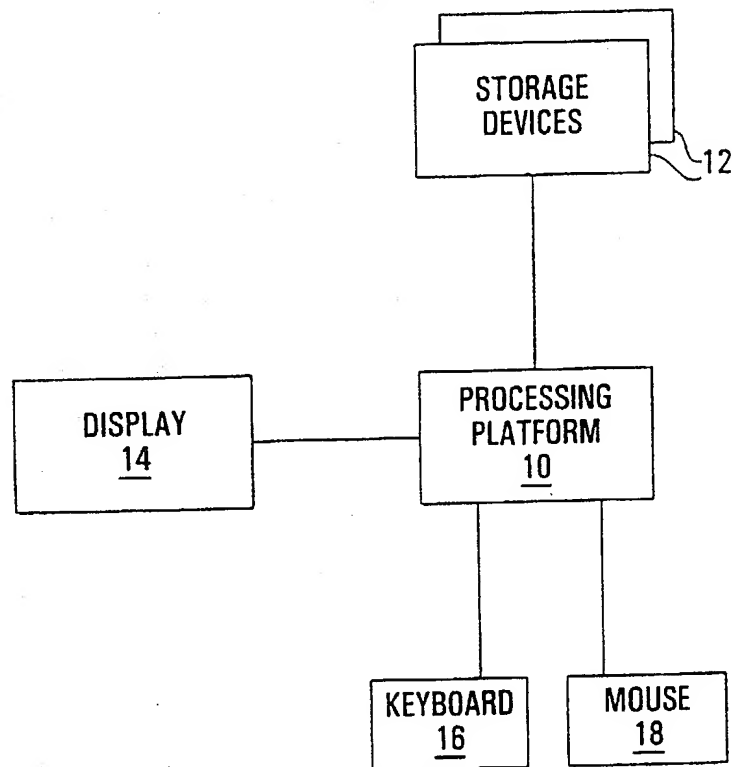 STORAGE
DEVICES
12
PROCESSING
PLATFORM
10
DISPLAY
14
KEYBOARD
16
MOUSE
18